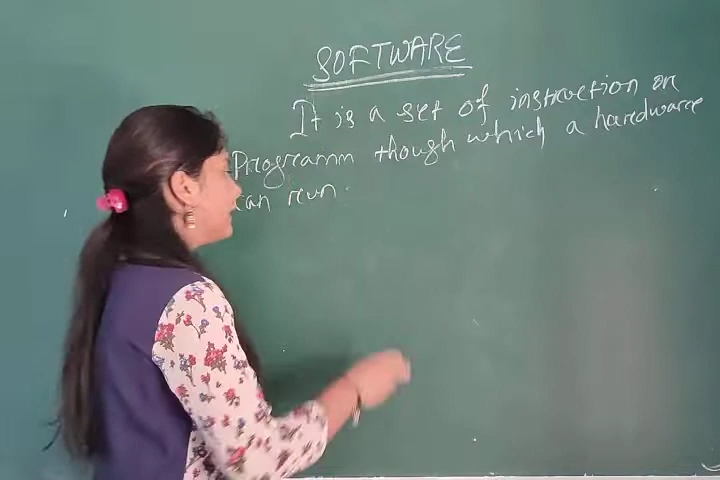 SOFTWARE
It is a set of instruction or
Programm though which a hardware
can run.